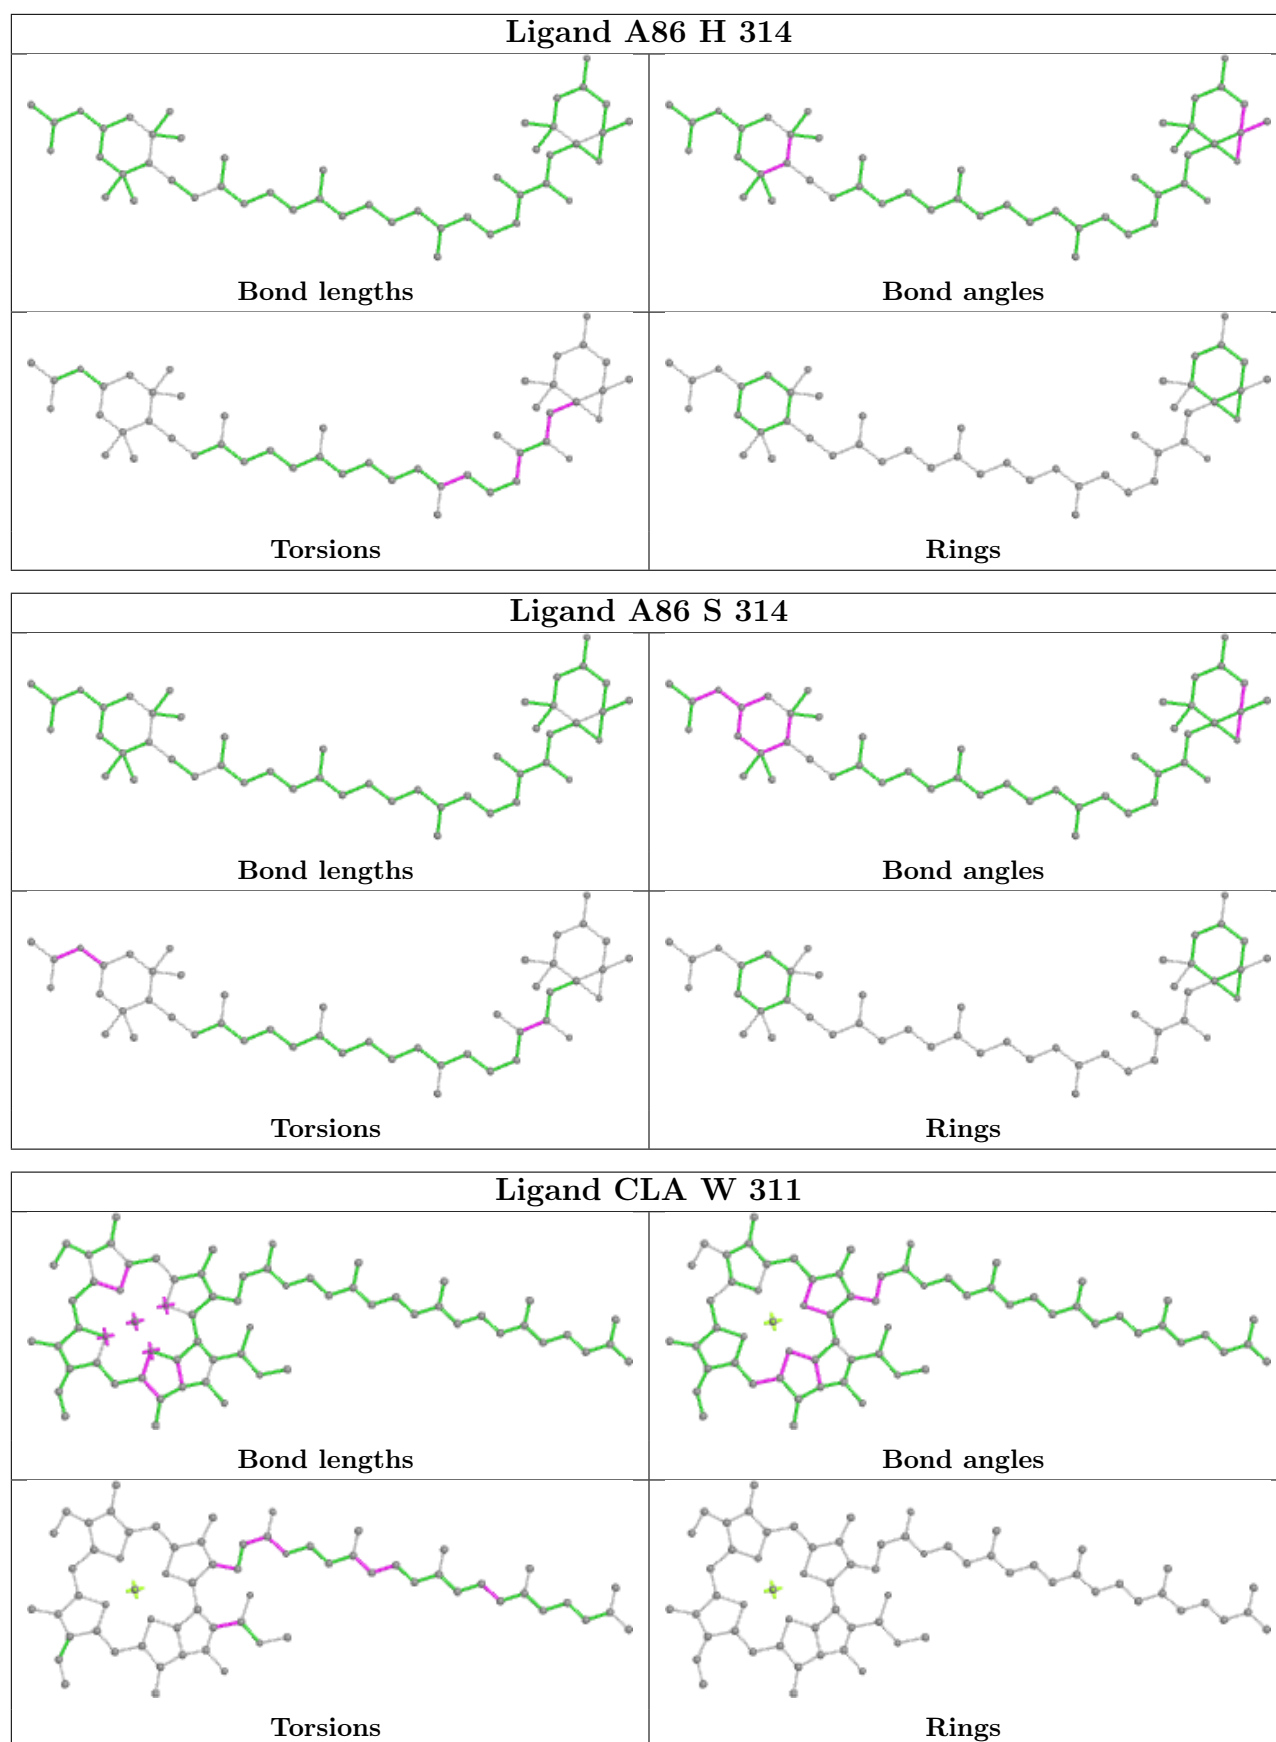 Ligand A86 H 314
Bond lengths
Bond angles
Torsions
Rings
Ligand A86 S 314
Bond lengths
Bond angles
Torsions
Rings
Ligand CLA W 311
Bond lengths
Bond angles
Torsions
Rings